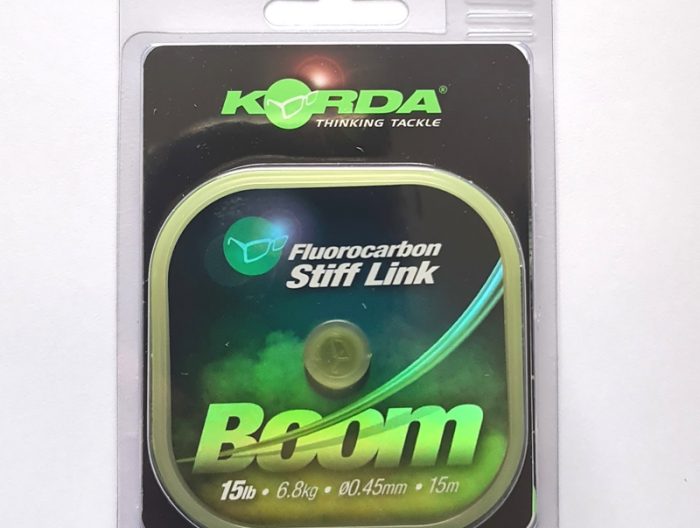 KORDA®
THINKING TACKLE
Fluorocarbon
Stiff Link
Boom
15lb • 6.8kg • Ø0.45mm • 15m